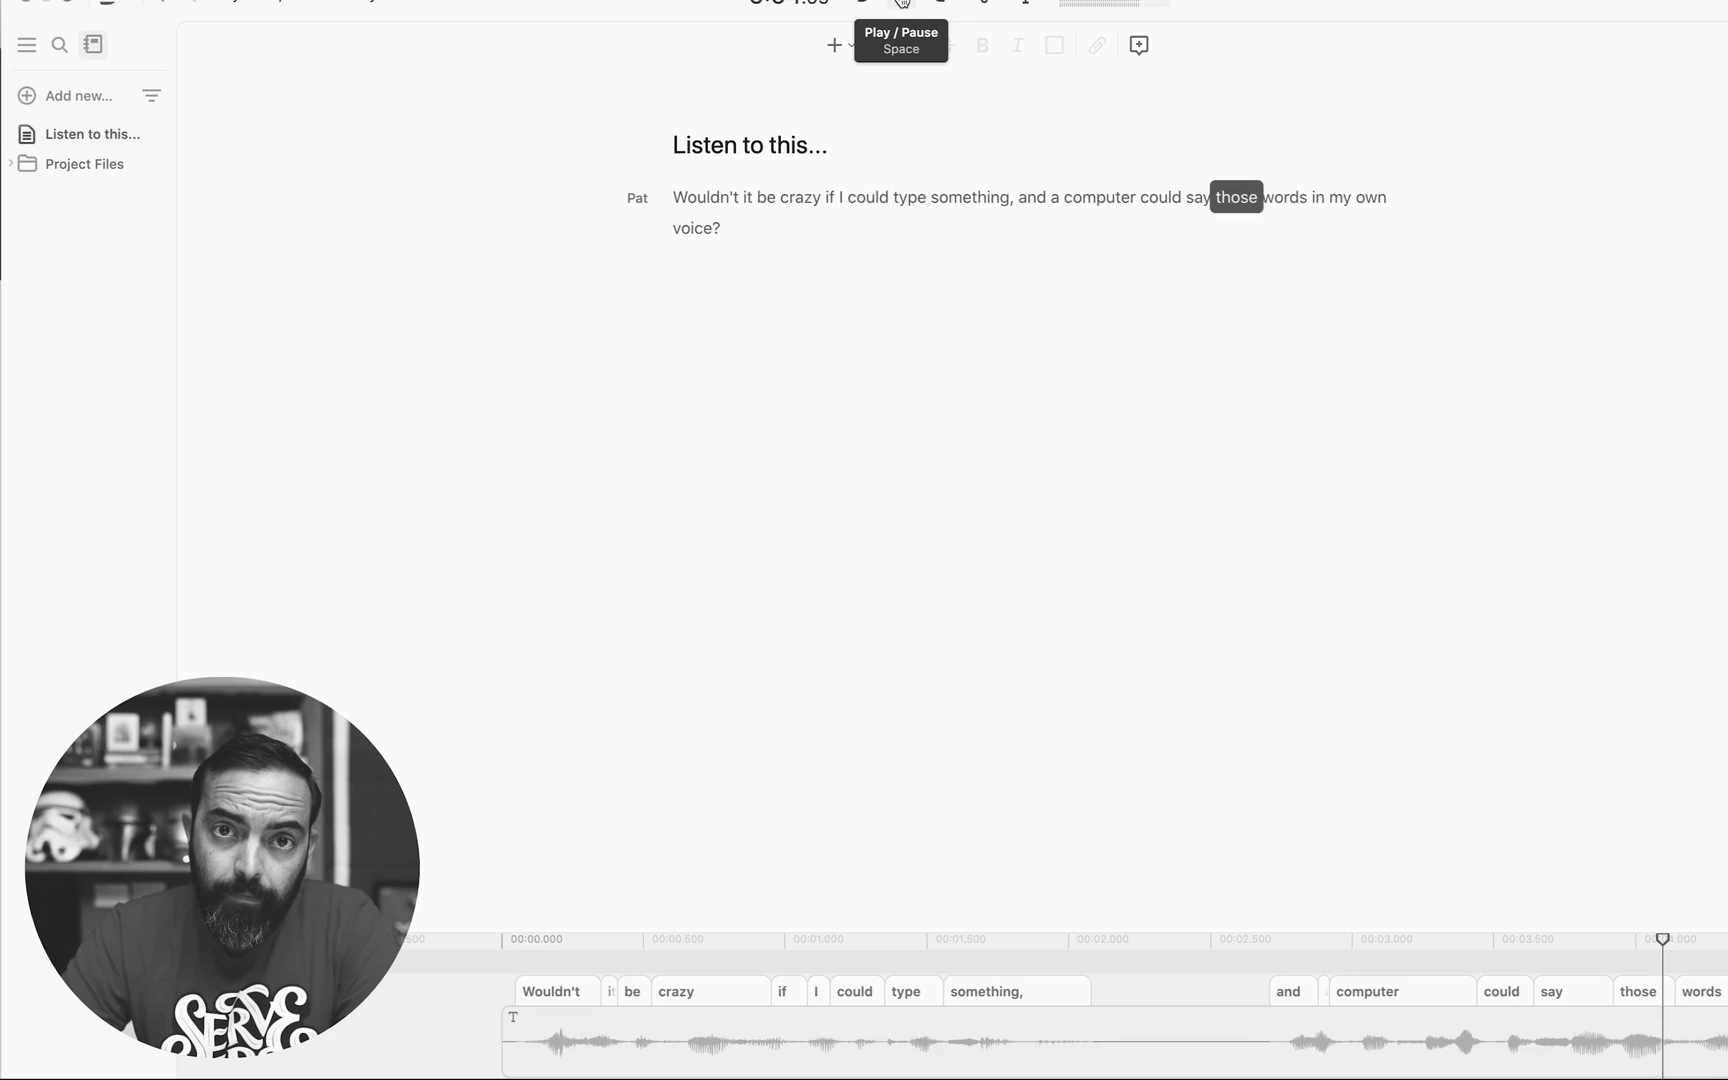 Play / Pause
Space
B
I
Add new...
Listen to this...
Project Files
Listen to this...
Pat
Wouldn't it be crazy if I could type something, and a computer could say those words in my own
voice?
500
00:00.000
00:00.500
00:01.000
00:01.500
00:02.000
00:02.500
00:03.000
00:03.500
Wouldn't it be crazy if I could type something, and computer could say those words
T
SERVE